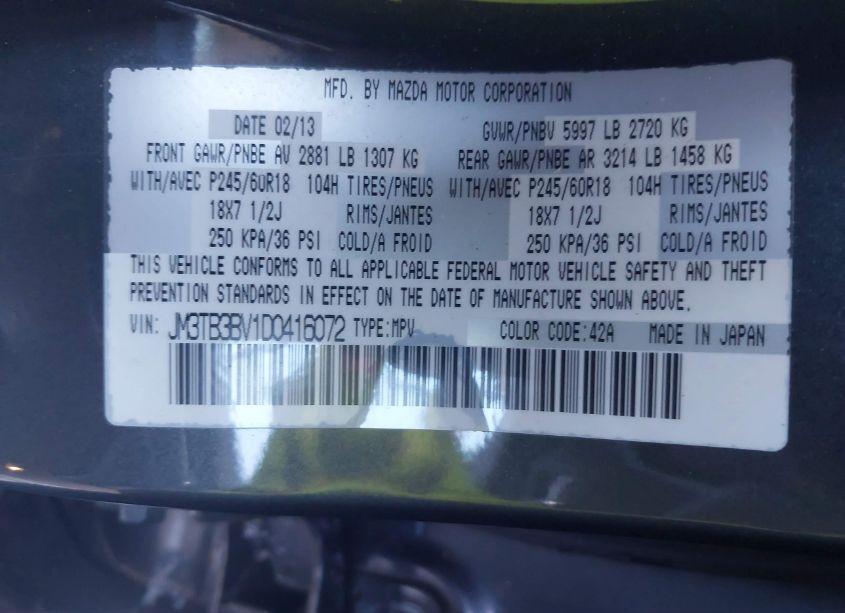 MFD. BY MAZDA MOTOR CORPORATION
DATE 02/13 GVWR/PNBV 5997 LB 2720 KG
FRONT GAWR/PNBE AV 2881 LB 1307 KG REAR GAWR/PNBE AR 3214 LB 1458 KG
WITH/AVEC P245/60R18 104H TIRES/PNEUS WITH/AVEC P245/60R18 104H TIRES/PNEUS
18X7 1/2J RIMS/JANTES 18X7 1/2J RIMS/JANTES
250 KPA/36 PSI COLD/A FROID 250 KPA/36 PSI COLD/A FROID
THIS VEHICLE CONFORMS TO ALL APPLICABLE FEDERAL MOTOR VEHICLE SAFETY AND THEFT
PREVENTION STANDARDS IN EFFECT ON THE DATE OF MANUFACTURE SHOWN ABOVE.
VIN: JM3TB3BV1D0416072 TYPE:MPV COLOR CODE:42A MADE IN JAPAN